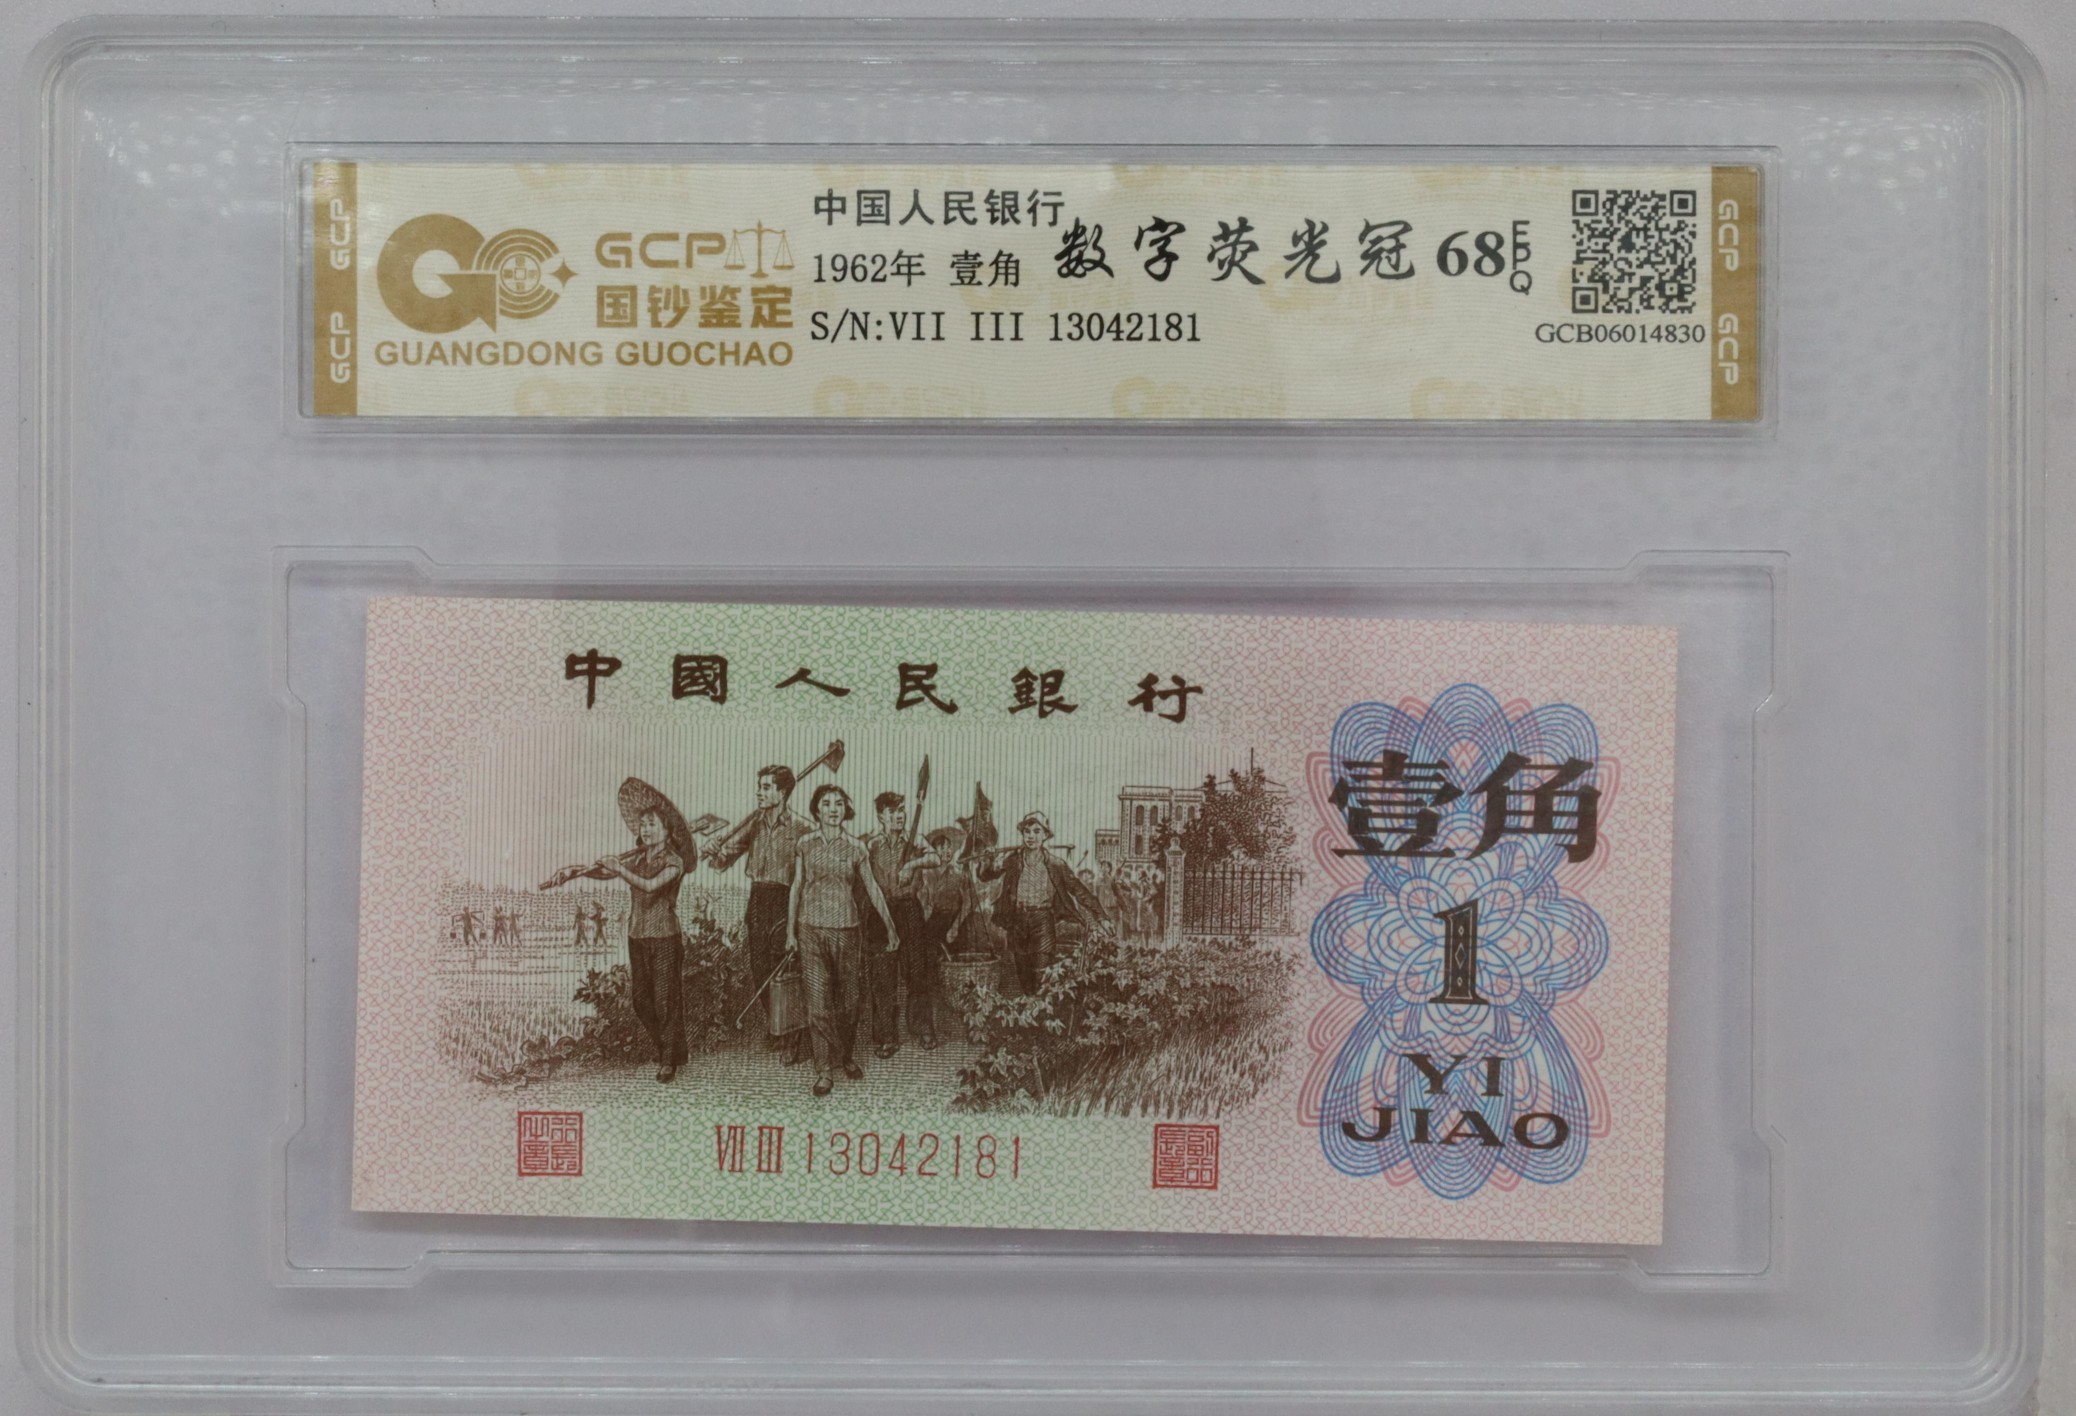 GCP
GCP
GCP
国钞鉴定
GUANGDONG GUOCHAO
中国人民银行
1962年 壹角
S/N:VII III 13042181
数字荧光冠 68 EPQ
GCB06014830
GCP
GCP
中國人民銀行
壹角
1
YI
JIAO
VII III 13042181